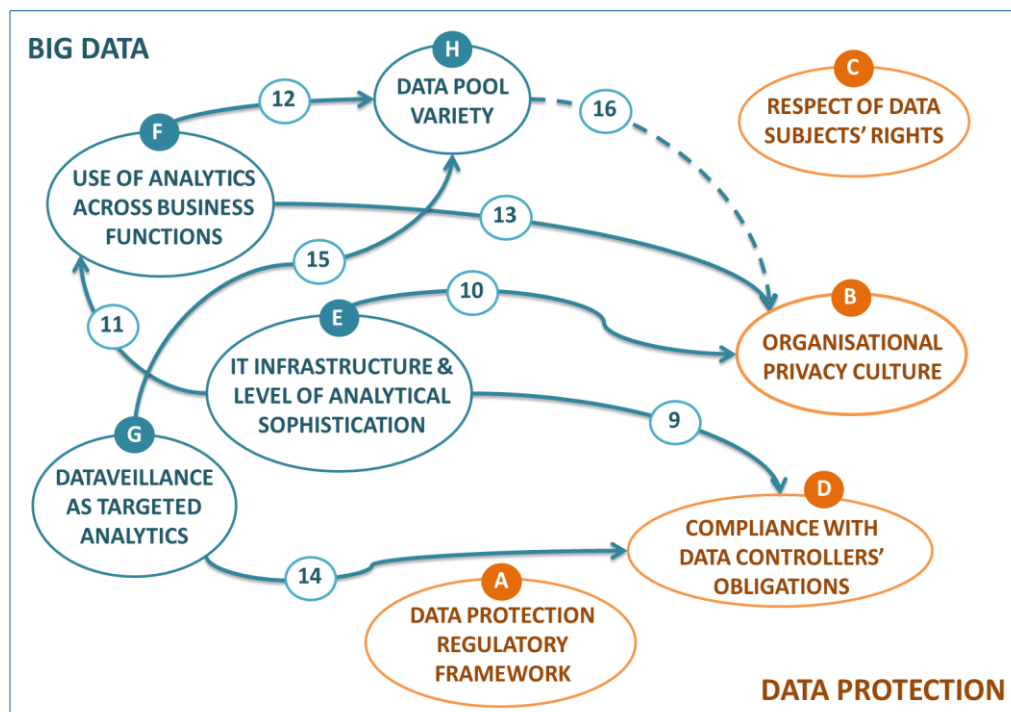 BIG DATA
H
DATA POOL
VARIETY
12
16
C
RESPECT OF DATA
SUBJECTS’ RIGHTS
F
USE OF ANALYTICS
ACROSS BUSINESS
FUNCTIONS
13
15
10
11
E
IT INFRASTRUCTURE &
LEVEL OF ANALYTICAL
SOPHISTICATION
B
ORGANISATIONAL
PRIVACY CULTURE
9
G
DATAVEILLANCE
AS TARGETED
ANALYTICS
D
COMPLIANCE WITH
DATA CONTROLLERS’
OBLIGATIONS
14
A
DATA PROTECTION
REGULATORY
FRAMEWORK
DATA PROTECTION